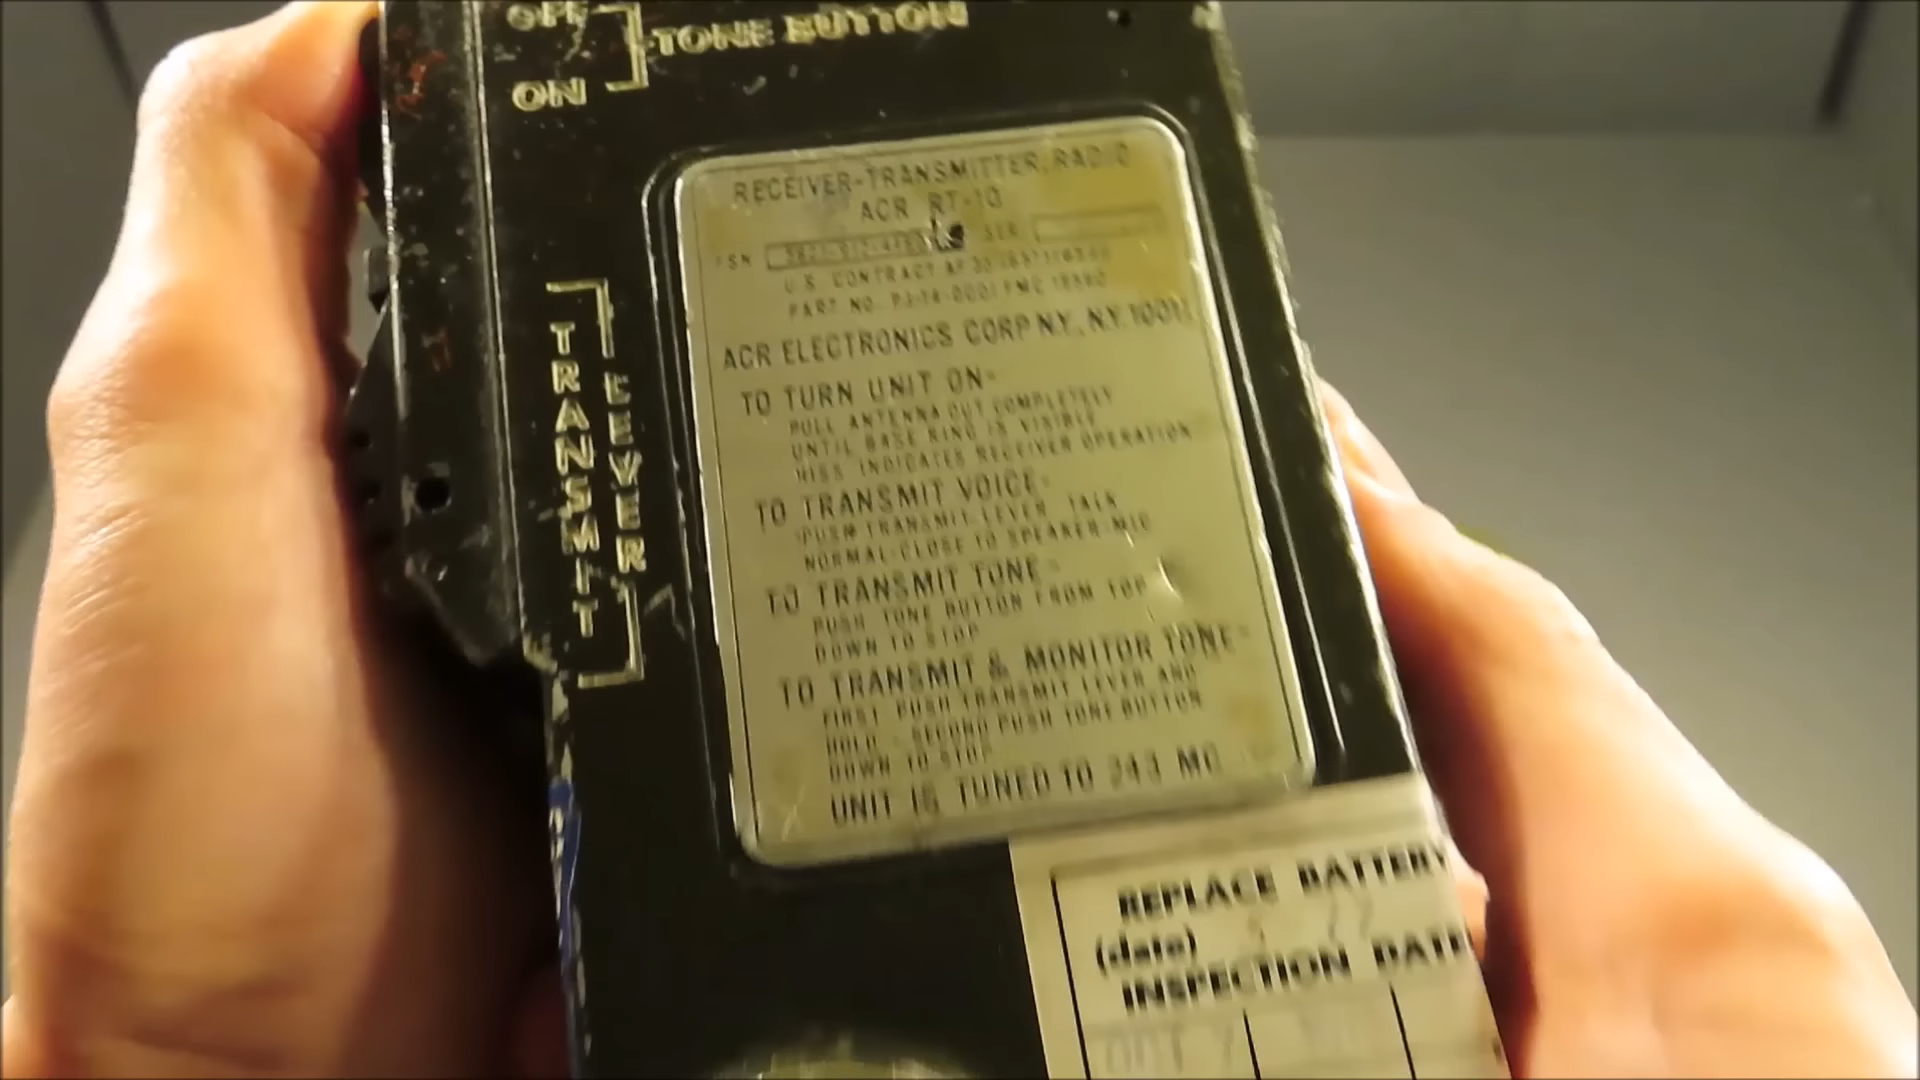 OFF
TONE BUTTON
ON
RECEIVER-TRANSMITTER, RADIO
ACR RT-10
FSN SER
U.S. CONTRACT AF
PART NO.
ACR ELECTRONICS CORP N.Y., N.Y. 10011
TO TURN UNIT ON-
PULL ANTENNA OUT COMPLETELY
UNTIL BASE RING IS VISIBLE
HISS INDICATES RECEIVER OPERATION
TO TRANSMIT VOICE-
PUSH TRANSMIT LEVER TALK
NORMAL-CLOSE TO SPEAKER-MIC
TO TRANSMIT TONE-
PUSH TONE BUTTON FROM TOP
DOWN TO STOP
TO TRANSMIT & MONITOR TONE-
FIRST PUSH TRANSMIT LEVER AND
HOLD - SECOND PUSH TONE BUTTON
DOWN TO STOP
UNIT IS TUNED TO 243 MC
TRANSMIT
LEVER
REPLACE BATTERY
(date)
INSPECTION DATE